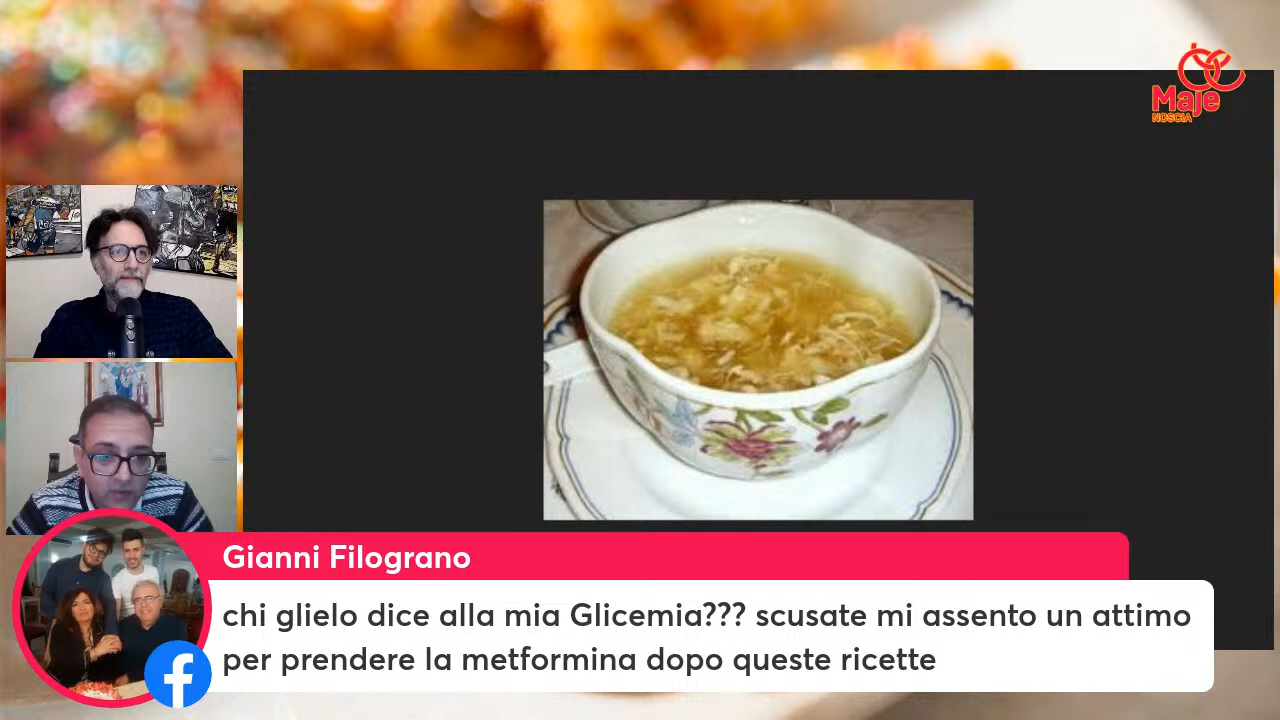 Maje
NOSCIA
Gianni Filograno
chi glielo dice alla mia Glicemia??? scusate mi assento un attimo
per prendere la metformina dopo queste ricette